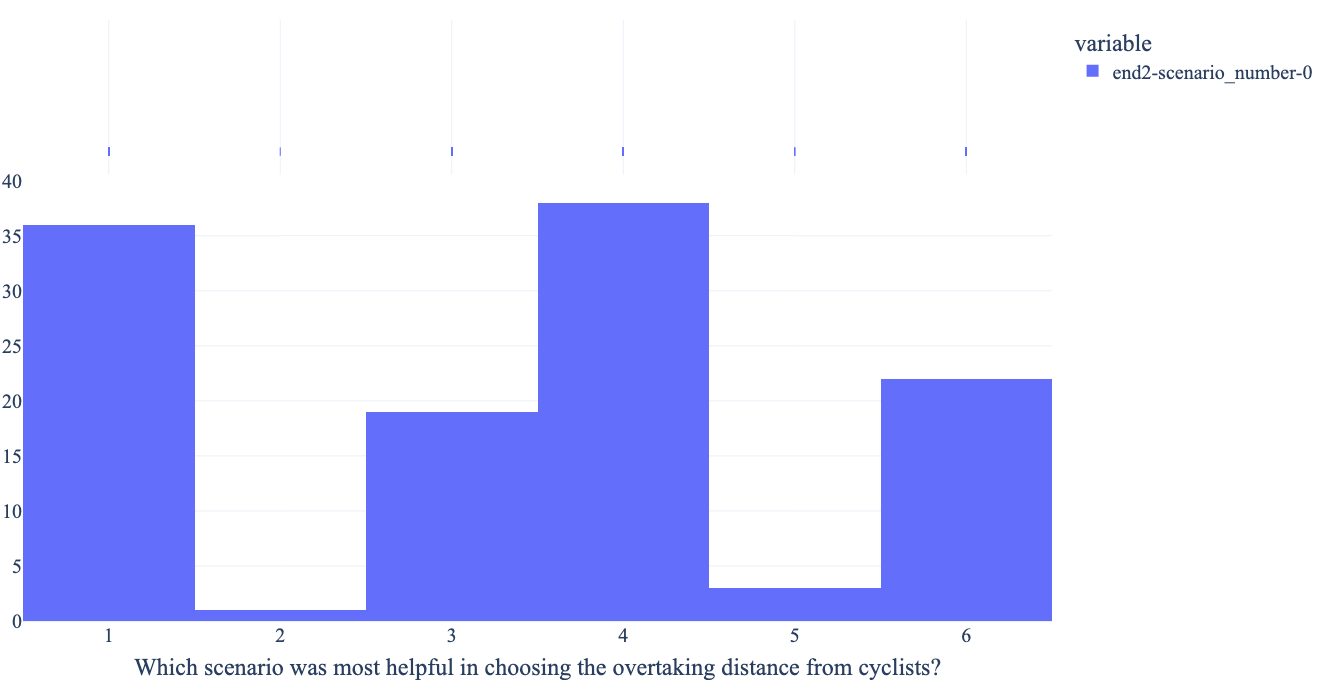 variable
end2-scenario_number-0
40
35
30
25
20
15
10
5
0
1 2 3 4 5 6
Which scenario was most helpful in choosing the overtaking distance from cyclists?